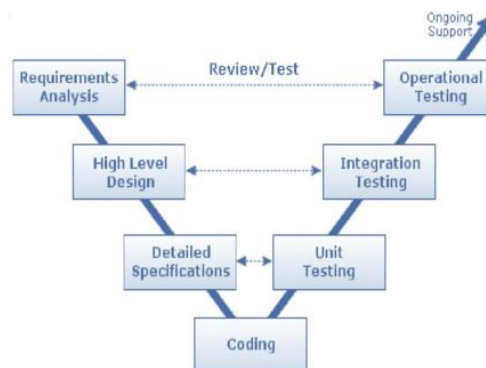 Ongoing
Support
Requirements
Analysis
Review/Test
Operational
Testing
High Level
Design
Integration
Testing
Detailed
Specifications
Unit
Testing
Coding